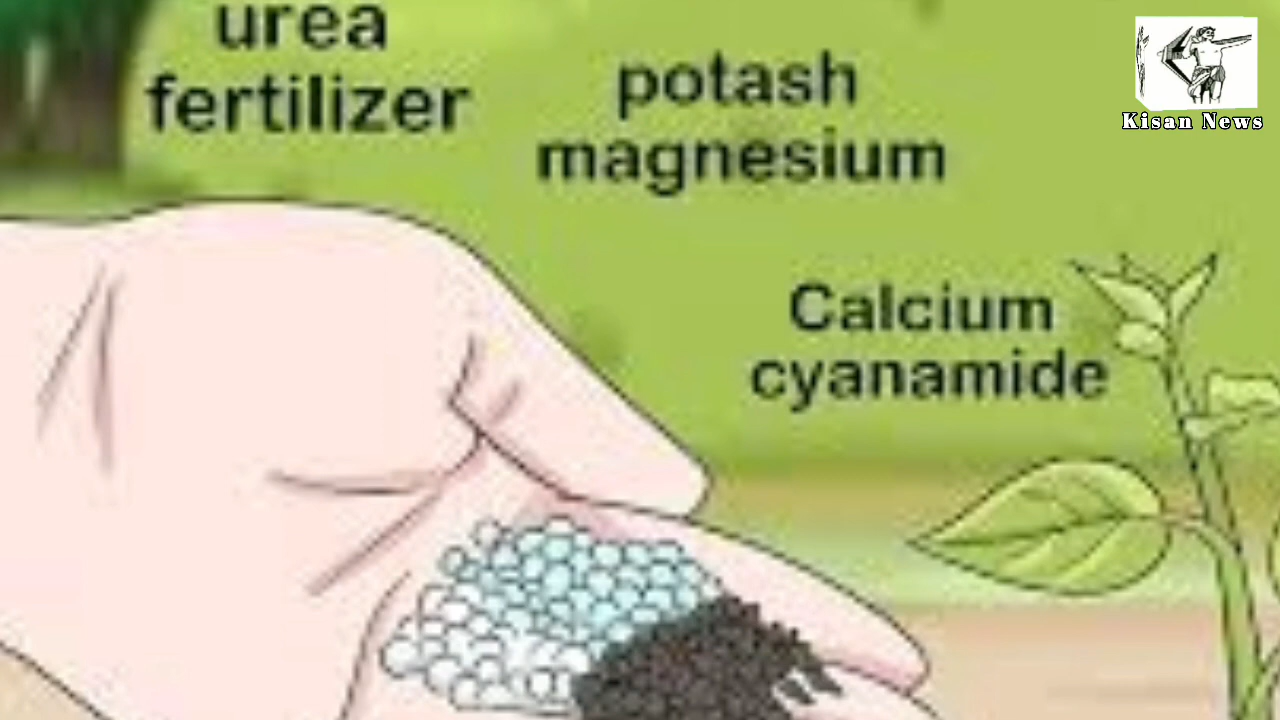 urea
fertilizer
potash
magnesium
Calcium
cyanamide
Kisan News